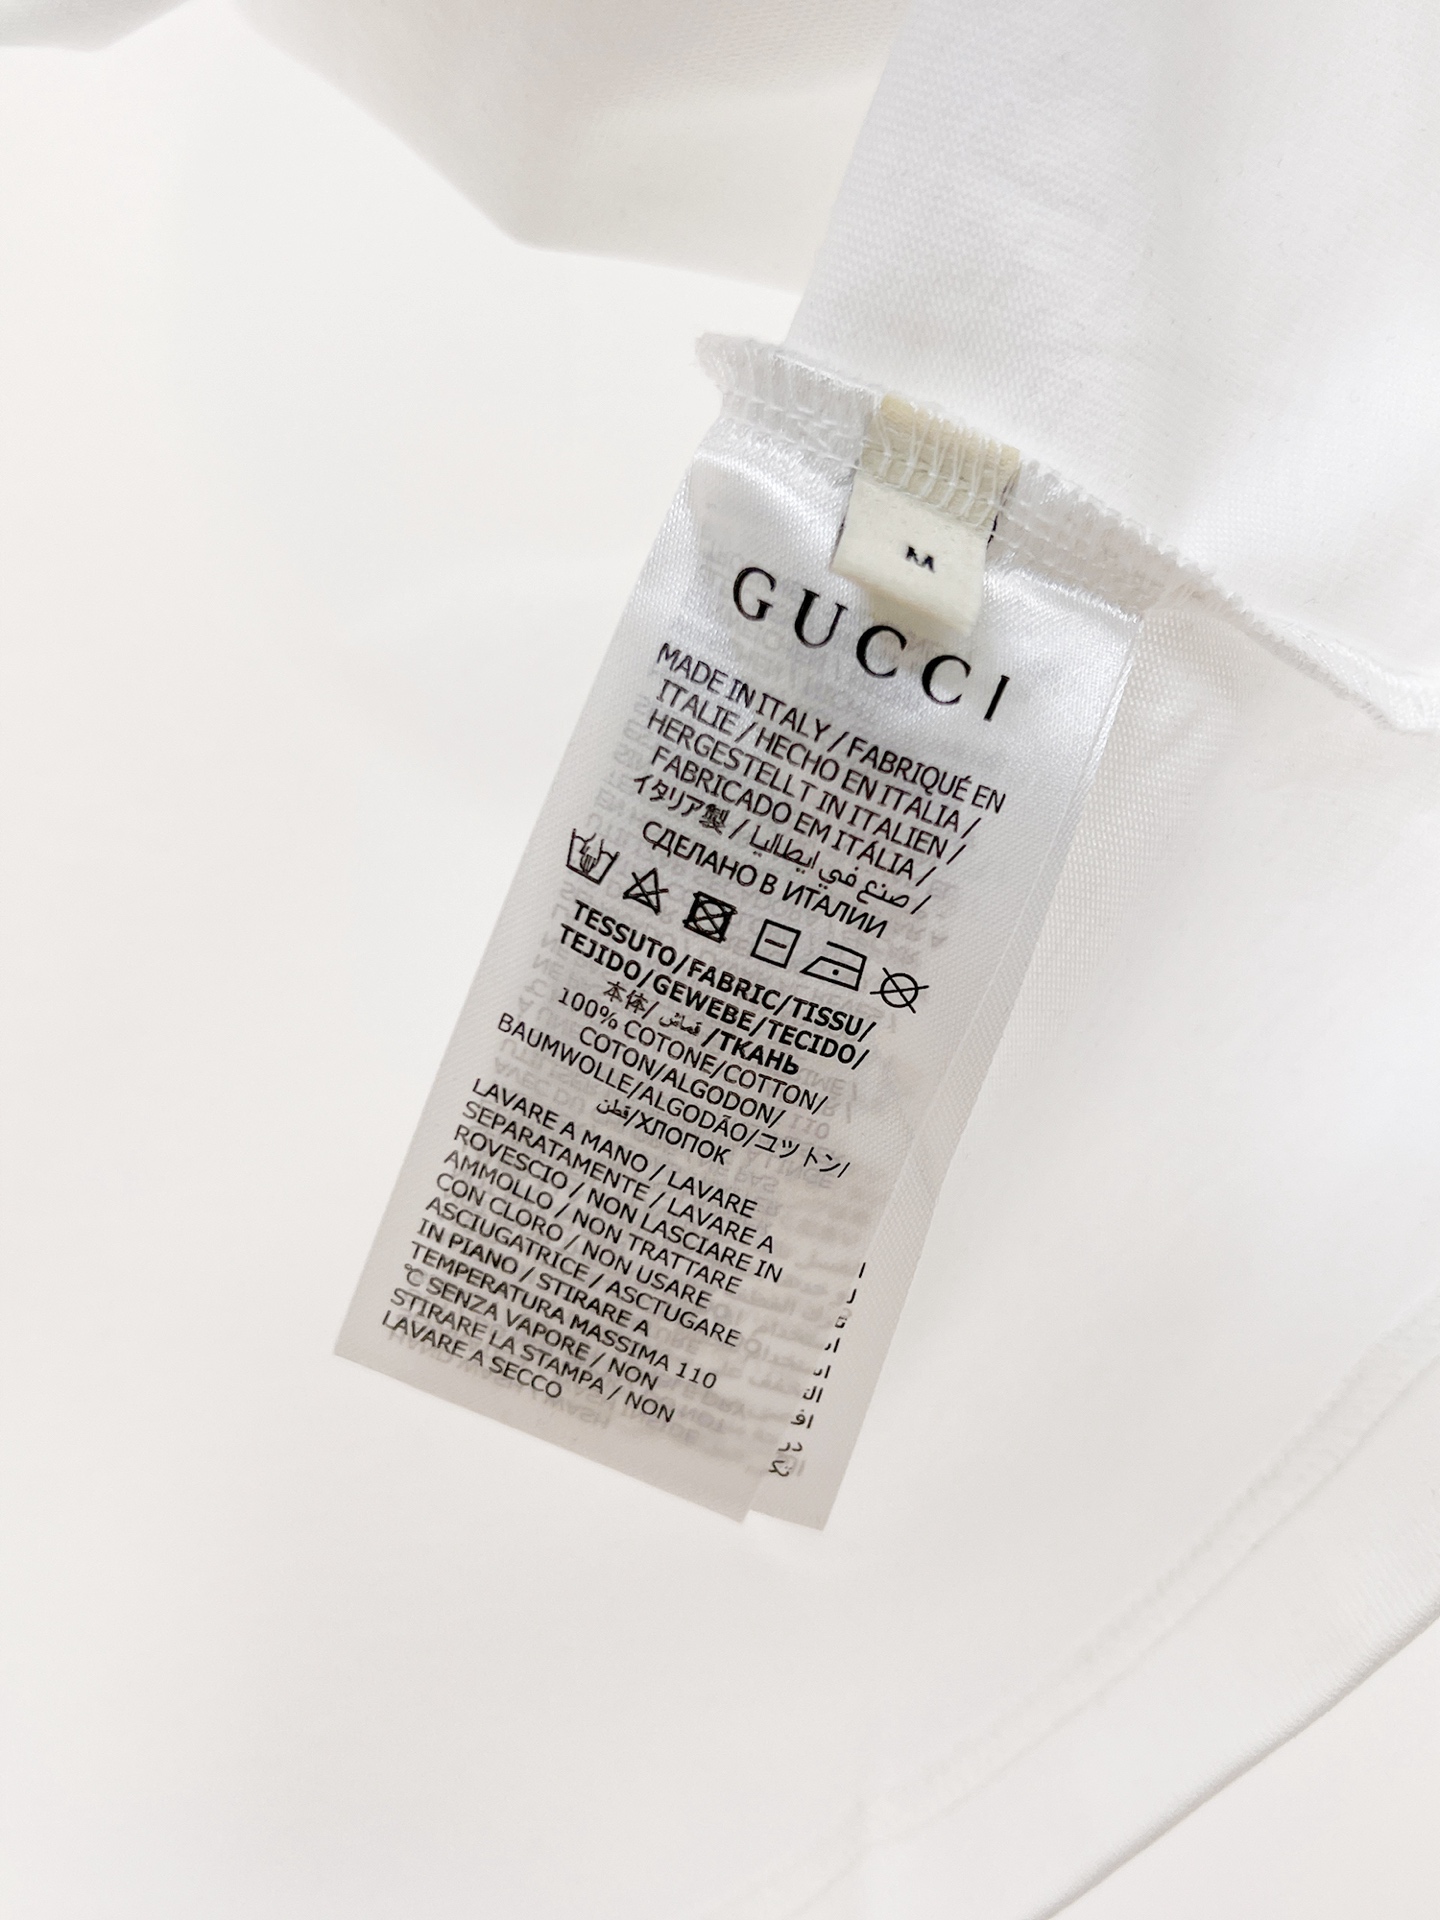 M
GUCCI
MADE IN ITALY / FABRIQUÉ EN
ITALIE / HECHO EN ITALIA /
HERGESTELLT IN ITALIEN /
FABRICADO EM ITÁLIA /
イタリア製 / صنع في إيطاليا /
СДЕЛАНО В ИТАЛИИ
TESSUTO/FABRIC/TISSU/
TEJIDO/GEWEBE/TECIDO/
本体/ قماش /ТКАНЬ
100% COTONE/COTTON/
COTON/ALGODON/
BAUMWOLLE/ALGODÃO/コットン/
قطن/ХЛОПОК
LAVARE A MANO / LAVARE
SEPARATAMENTE / LAVARE A
ROVESCIO / NON LASCIARE IN
AMMOLLO / NON TRATTARE
CON CLORO / NON USARE
ASCIUGATRICE / ASCTUGARE
IN PIANO / STIRARE A
TEMPERATURA MASSIMA 110
°C SENZA VAPORE / NON
STIRARE LA STAMPA / NON
LAVARE A SECCO